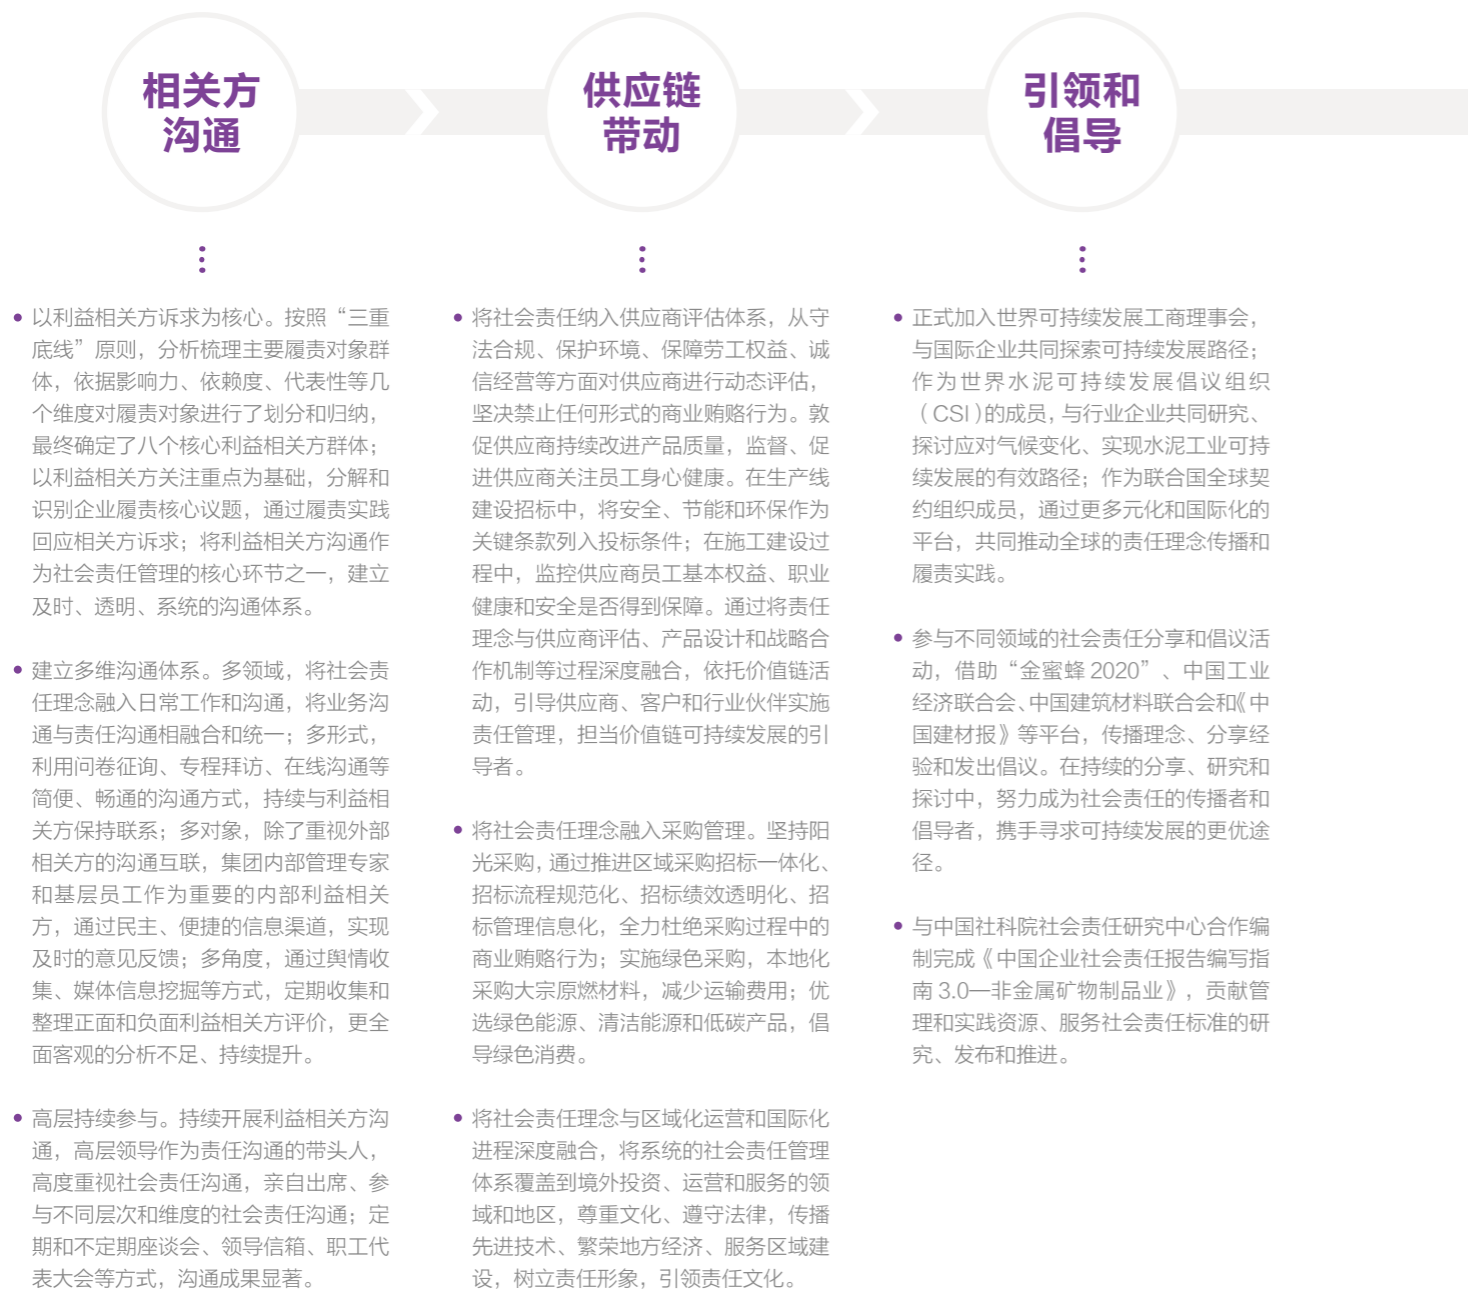 相关方
沟通
以利益相关方诉求为核心。按照“三重
底线”原则，分析梳理主要履责对象群
体，依据影响力、依赖度、代表性等几
个维度对履责对象进行了划分和归纳，
最终确定了八个核心利益相关方群体；
以利益相关方关注重点为基础，分解和
识别企业履责核心议题，通过履责实践
回应相关方诉求；将利益相关方沟通作
为社会责任管理的核心环节之一，建立
及时、透明、系统的沟通体系。
建立多维沟通体系。多领域，将社会责
任理念融入日常工作和沟通，将业务沟
通与责任沟通相融合和统一；多形式，
利用问卷征询、专程拜访、在线沟通等
简便、畅通的沟通方式，持续与利益相
关方保持联系；多对象，除了重视外部
相关方的沟通互联，集团内部管理专家
和基层员工作为重要的内部利益相关
方，通过民主、便捷的信息渠道，实现
及时的意见反馈；多角度，通过舆情收
集、媒体信息挖掘等方式，定期收集和
整理正面和负面利益相关方评价，更全
面客观的分析不足、持续提升。
高层持续参与。持续开展利益相关方沟
通，高层领导作为责任沟通的带头人，
高度重视社会责任沟通，亲自出席、参
与不同层次和维度的社会责任沟通；定
期和不定期座谈会、领导信箱、职工代
表大会等方式，沟通成果显著。
供应链
带动
将社会责任纳入供应商评估体系，从守
法合规、保护环境、保障劳工权益、诚
信经营等方面对供应商进行动态评估，
坚决禁止任何形式的商业贿赂行为。敦
促供应商持续改进产品质量，监督、促
进供应商关注员工身心健康。在生产线
建设招标中，将安全、节能和环保作为
关键条款列入投标条件；在施工建设过
程中，监控供应商员工基本权益、职业
健康和安全是否得到保障。通过将责任
理念与供应商评估、产品设计和战略合
作机制等过程深度融合，依托价值链活
动，引导供应商、客户和行业伙伴实施
责任管理，担当价值链可持续发展的引
导者。
将社会责任理念融入采购管理。坚持阳
光采购，通过推进区域采购招标一体化、
招标流程规范化、招标绩效透明化、招
标管理信息化，全力杜绝采购过程中的
商业贿赂行为；实施绿色采购，本地化
采购大宗原燃材料，减少运输费用；优
选绿色能源、清洁能源和低碳产品，倡
导绿色消费。
将社会责任理念与区域化运营和国际化
进程深度融合，将系统的社会责任管理
体系覆盖到境外投资、运营和服务的领
域和地区，尊重文化、遵守法律，传播
先进技术、繁荣地方经济、服务区域建
设，树立责任形象，引领责任文化。
引领和
倡导
正式加入世界可持续发展工商理事会，
与国际企业共同探索可持续发展路径；
作为世界水泥可持续发展倡议组织
（CSI）的成员，与行业企业共同研究、
探讨应对气候变化、实现水泥工业可持
续发展的有效路径；作为联合国全球契
约组织成员，通过更多元化和国际化的
平台，共同推动全球的责任理念传播和
履责实践。
参与不同领域的社会责任分享和倡议活
动，借助“金蜜蜂 2020”、中国工业
经济联合会、中国建筑材料联合会和《中
国建材报》等平台，传播理念、分享经
验和发出倡议。在持续的分享、研究和
探讨中，努力成为社会责任的传播者和
倡导者，携手寻求可持续发展的更优途
径。
与中国社科院社会责任研究中心合作编
制完成《中国企业社会责任报告编写指
南 3.0—非金属矿物制品业》，贡献管
理和实践资源、服务社会责任标准的研
究、发布和推进。